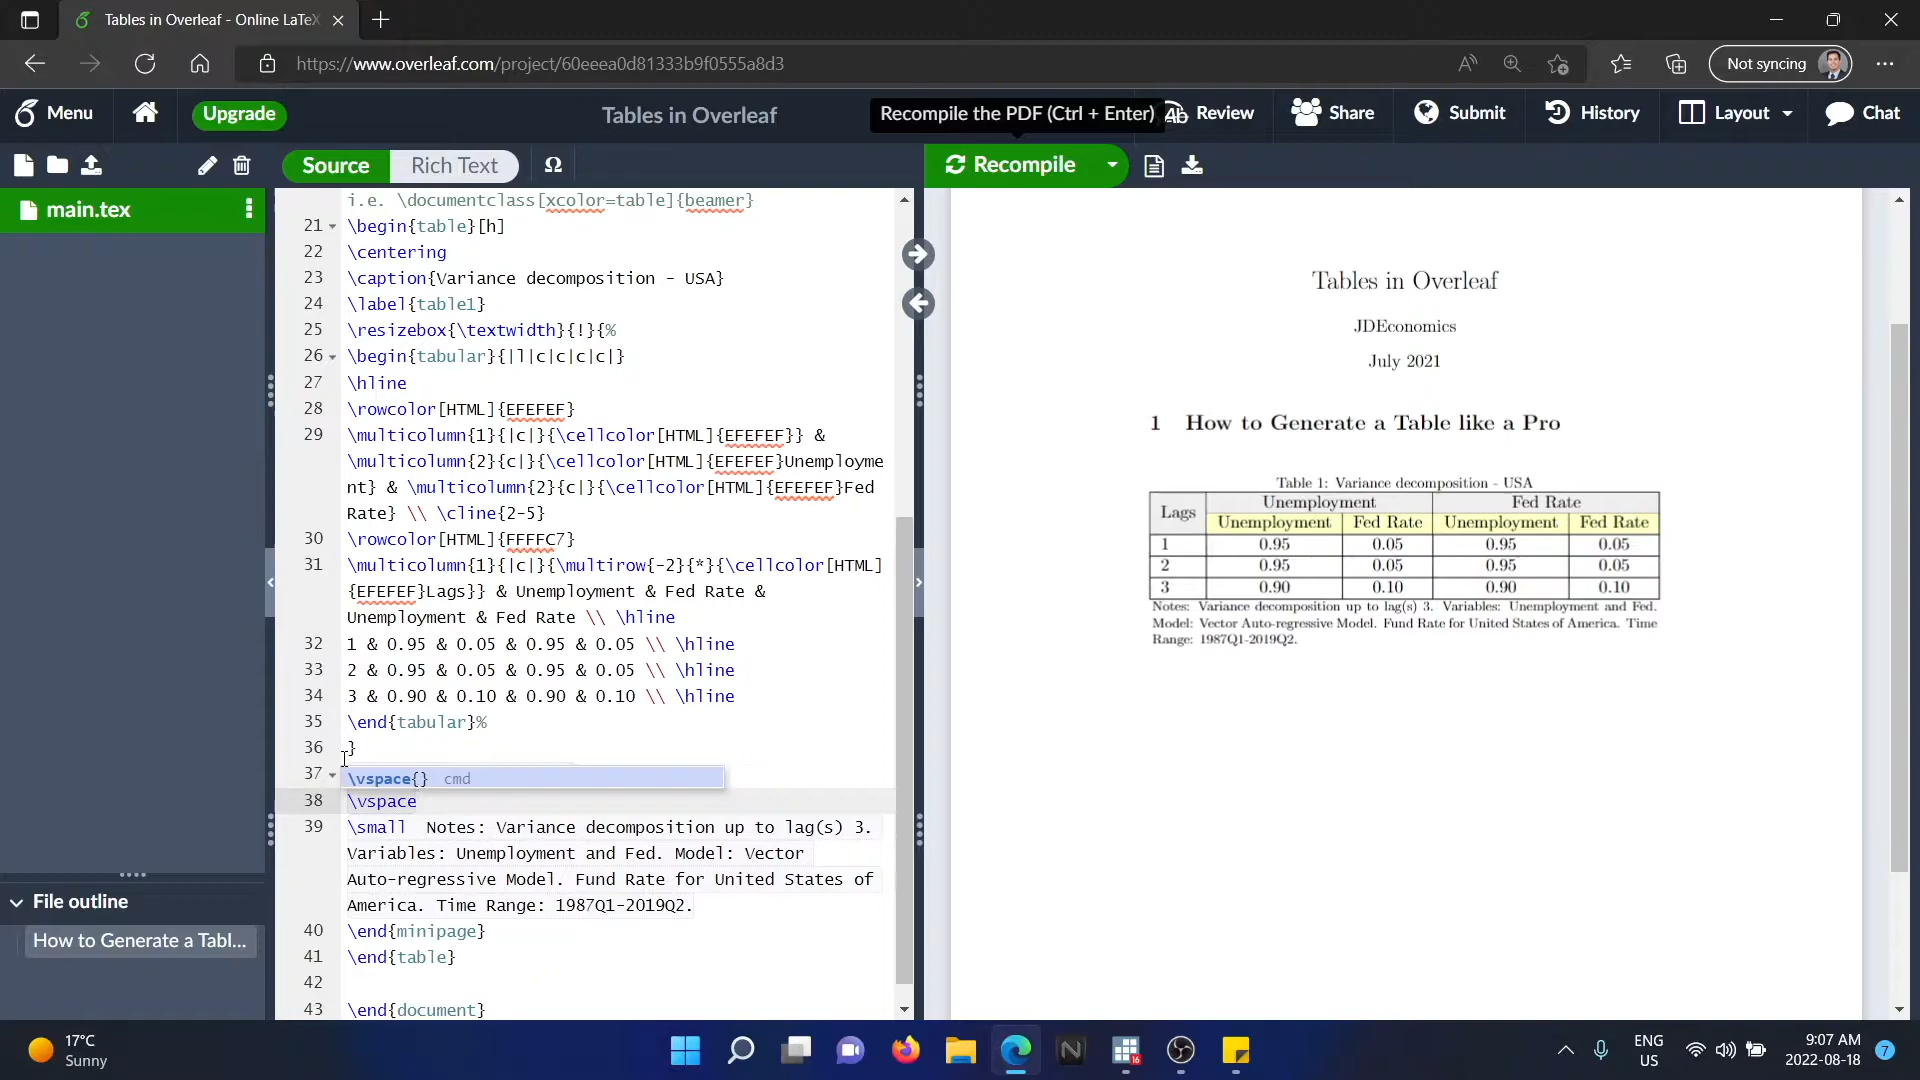 Tables in Overleaf - Online LaTeX
https://www.overleaf.com/project/60eeea0d81333b9f0555a8d3
Not syncing
Menu
Upgrade
Tables in Overleaf
Recompile the PDF (Ctrl + Enter)
Review
Share
Submit
History
Layout
Chat
Source
Rich Text
Ω
Recompile
main.tex
i.e. \documentclass[xcolor=table]{beamer}
21 \begin{table}[h]
22 \centering
23 \caption{Variance decomposition - USA}
24 \label{table1}
25 \resizebox{\textwidth}{!}{%
26 \begin{tabular}{|l|c|c|c|c|}
27 \hline
28 \rowcolor[HTML]{EFEFEF}
29 \multicolumn{1}{|c|}{\cellcolor[HTML]{EFEFEF}} &
\multicolumn{2}{c|}{\cellcolor[HTML]{EFEFEF}Unemployme
nt} & \multicolumn{2}{c|}{\cellcolor[HTML]{EFEFEF}Fed
Rate} \\ \cline{2-5}
30 \rowcolor[HTML]{FFFFC7}
31 \multicolumn{1}{|c|}{\multirow{-2}{*}{\cellcolor[HTML]
{EFEFEF}Lags}} & Unemployment & Fed Rate &
Unemployment & Fed Rate \\ \hline
32 1 & 0.95 & 0.05 & 0.95 & 0.05 \\ \hline
33 2 & 0.95 & 0.05 & 0.95 & 0.05 \\ \hline
34 3 & 0.90 & 0.10 & 0.90 & 0.10 \\ \hline
35 \end{tabular}%
36 }
37 \vspace{} cmd
38 \vspace
39 \small Notes: Variance decomposition up to lag(s) 3.
Variables: Unemployment and Fed. Model: Vector
Auto-regressive Model. Fund Rate for United States of
America. Time Range: 1987Q1-2019Q2.
40 \end{minipage}
41 \end{table}
42
43 \end{document}
File outline
How to Generate a Tabl...
Tables in Overleaf
JDEconomics
July 2021
1 How to Generate a Table like a Pro
Table 1: Variance decomposition - USA
Lags Unemployment Fed Rate
Unemployment Fed Rate Unemployment Fed Rate
1 0.95 0.05 0.95 0.05
2 0.95 0.05 0.95 0.05
3 0.90 0.10 0.90 0.10
Notes: Variance decomposition up to lag(s) 3. Variables: Unemployment and Fed.
Model: Vector Auto-regressive Model. Fund Rate for United States of America. Time
Range: 1987Q1-2019Q2.
17°C
Sunny
16
ENG
US
9:07 AM
2022-08-18
7